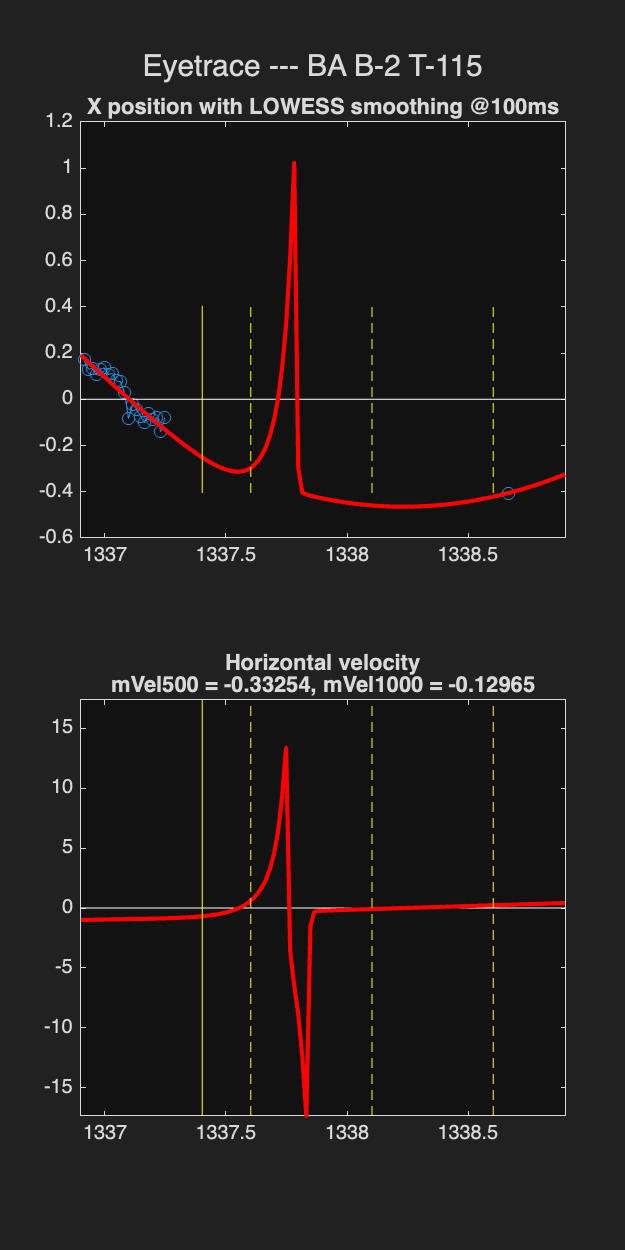 Eyetrace --- BA B-2 T-115
X position with LOWESS smoothing @100ms
1.2
1
0.8
0.6
0.4
0.2
0
-0.2
-0.4
-0.6
1337 1337.5 1338 1338.5
Horizontal velocity
mVel500 = -0.33254, mVel1000 = -0.12965
15
10
5
0
-5
-10
-15
1337 1337.5 1338 1338.5